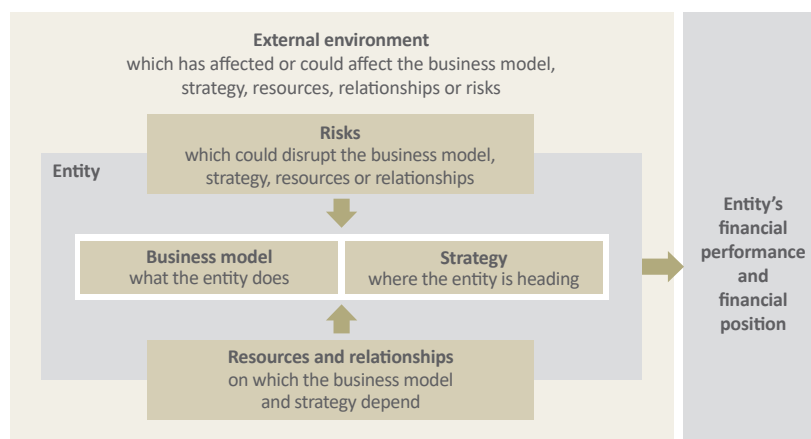 External environment
which has affected or could affect the business model,
strategy, resources, relationships or risks
Risks
which could disrupt the business model,
strategy, resources or relationships
Entity
Business model
what the entity does
Strategy
where the entity is heading
Resources and relationships
on which the business model
and strategy depend
Entity’s
financial
performance
and
financial
position